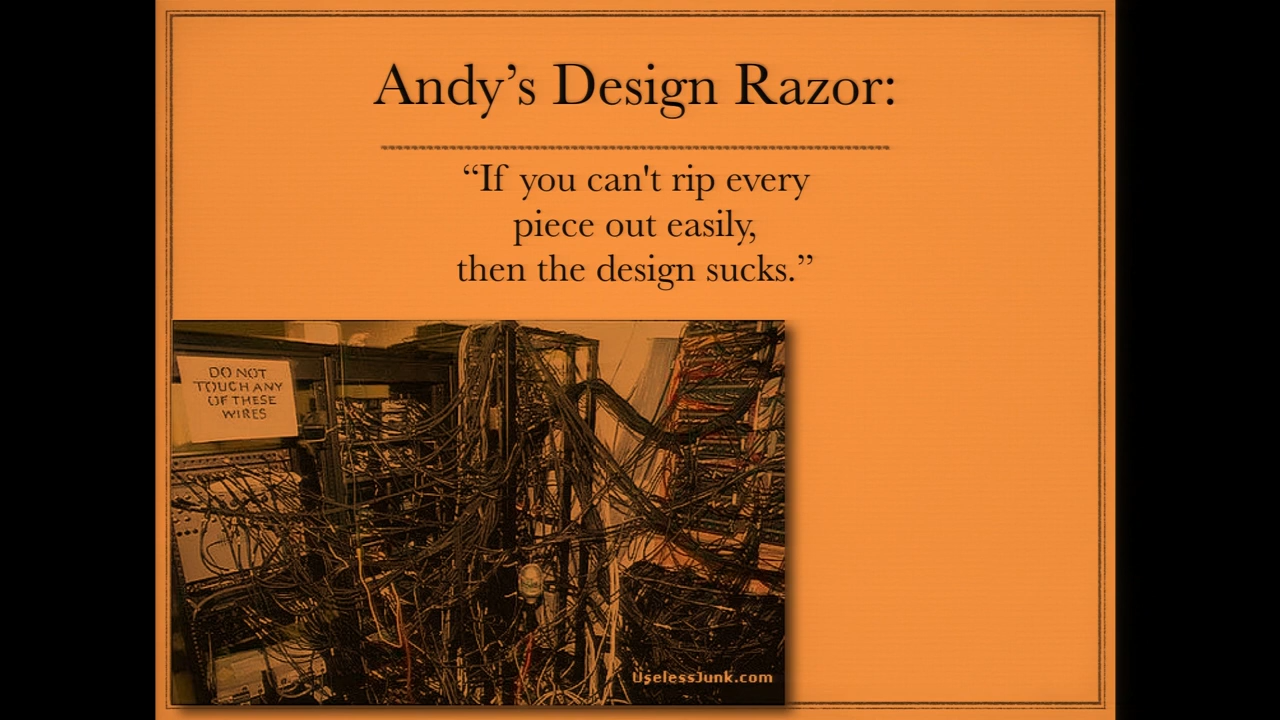 Andy’s Design Razor:
“If you can't rip every
piece out easily,
then the design sucks.”
DO NOT
TOUCH ANY
OF THESE
WIRES
UselessJunk.com